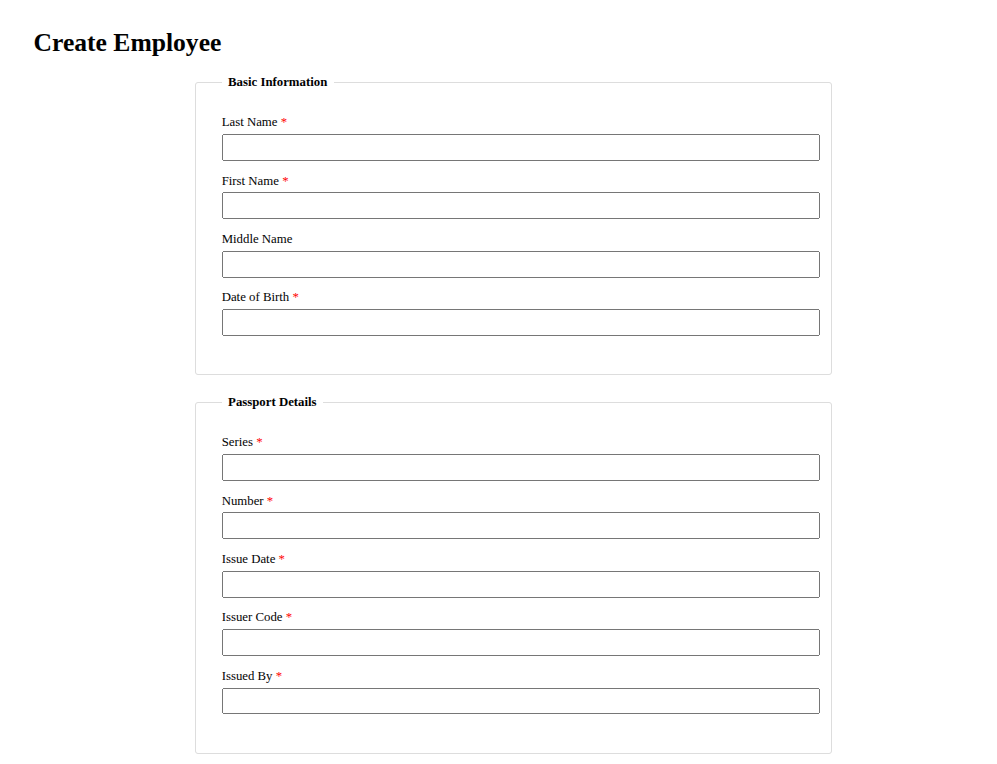 Create Employee
Basic Information
Last Name *
First Name *
Middle Name
Date of Birth *
Passport Details
Series *
Number *
Issue Date *
Issuer Code *
Issued By *